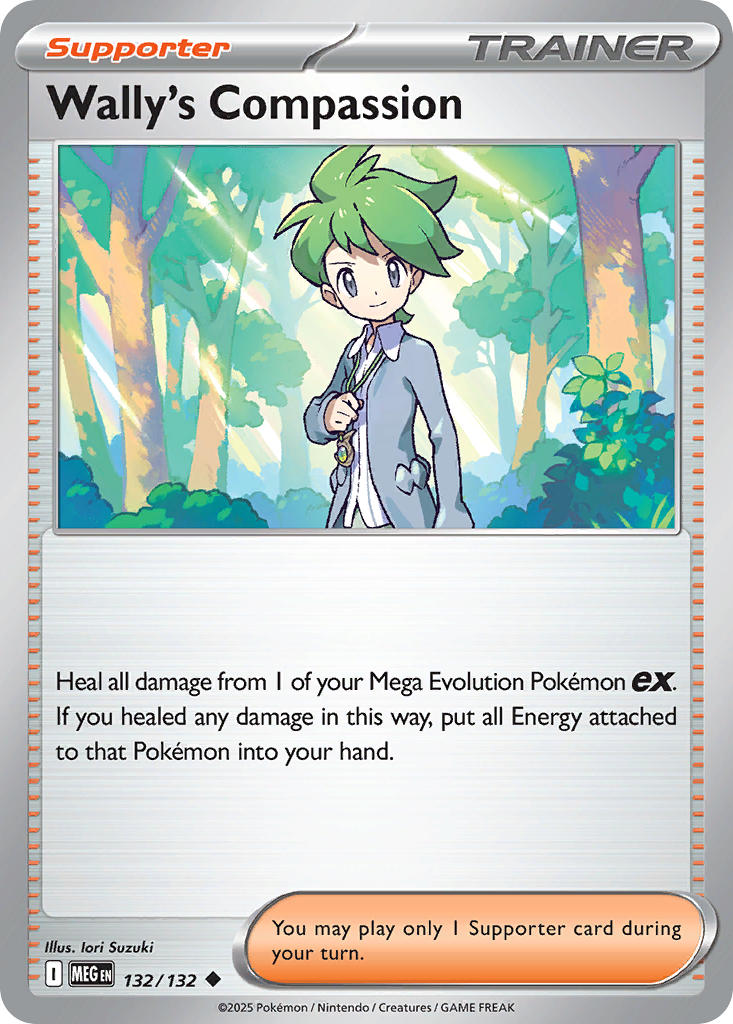 Supporter
TRAINER
Wally's Compassion
Heal all damage from 1 of your Mega Evolution Pokémon ex.
If you healed any damage in this way, put all Energy attached
to that Pokémon into your hand.
You may play only 1 Supporter card during
your turn.
Illus. Iori Suzuki
I MEG EN 132/132 ◆
©2025 Pokémon / Nintendo / Creatures / GAME FREAK